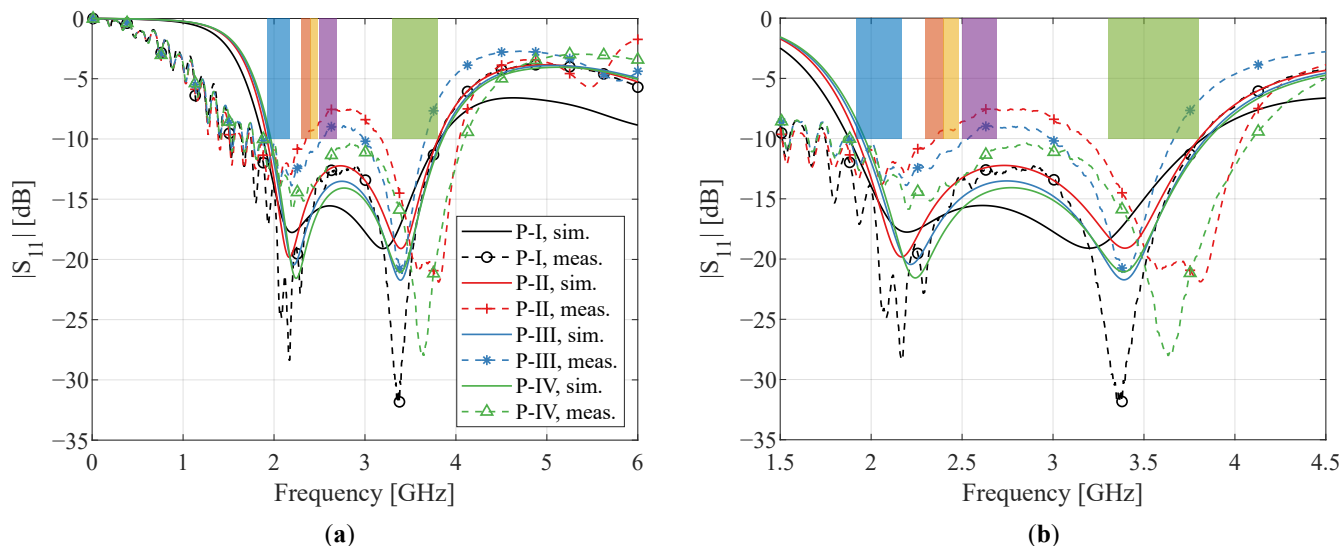 0
−5
−10
−15
−20
−25
−30
−35
|S11| [dB]
0 1 2 3 4 5 6
Frequency [GHz]
P-I, sim.
P-I, meas.
P-II, sim.
P-II, meas.
P-III, sim.
P-III, meas.
P-IV, sim.
P-IV, meas.
(a)
0
−5
−10
−15
−20
−25
−30
−35
|S11| [dB]
1.5 2 2.5 3 3.5 4 4.5
Frequency [GHz]
(b)